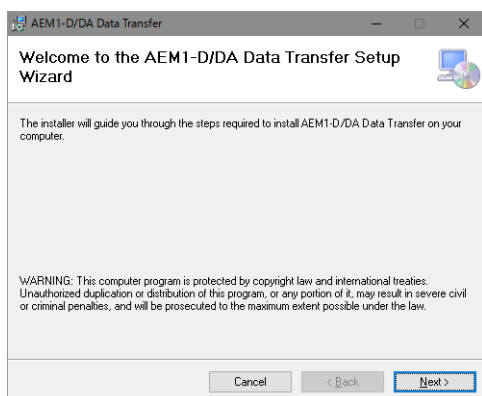 AEM1-D/DA Data Transfer
Welcome to the AEM1-D/DA Data Transfer Setup
Wizard
The installer will guide you through the steps required to install AEM1-D/DA Data Transfer on your
computer.
WARNING: This computer program is protected by copyright law and international treaties.
Unauthorized duplication or distribution of this program, or any portion of it, may result in severe civil
or criminal penalties, and will be prosecuted to the maximum extent possible under the law.
Cancel < Back Next >